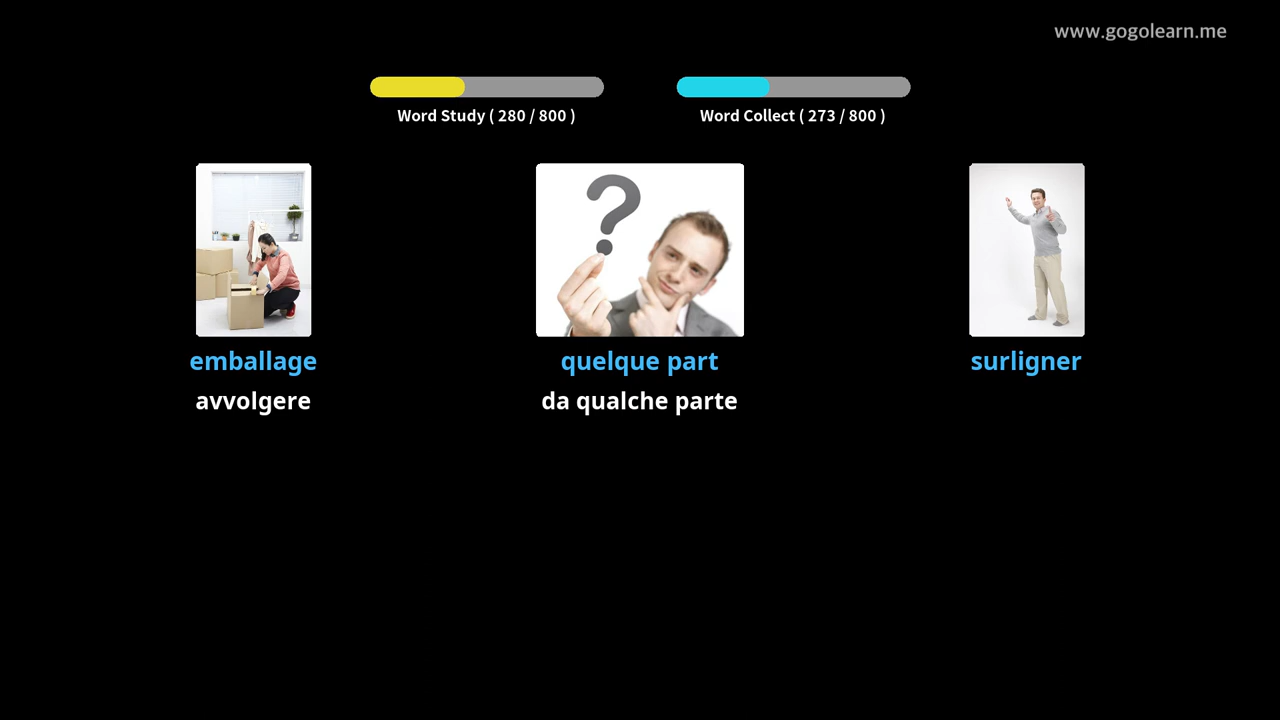 www.gogolearn.me
Word Study ( 280 / 800 )
Word Collect ( 273 / 800 )
emballage
quelque part
surligner
avvolgere
da qualche parte